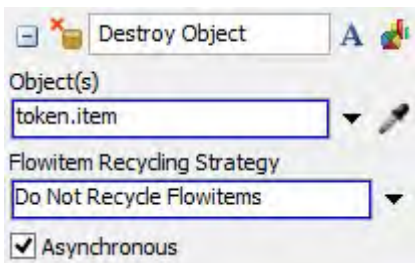 Destroy Object A
Object(s)
token.item
Flowitem Recycling Strategy
Do Not Recycle Flowitems
Asynchronous